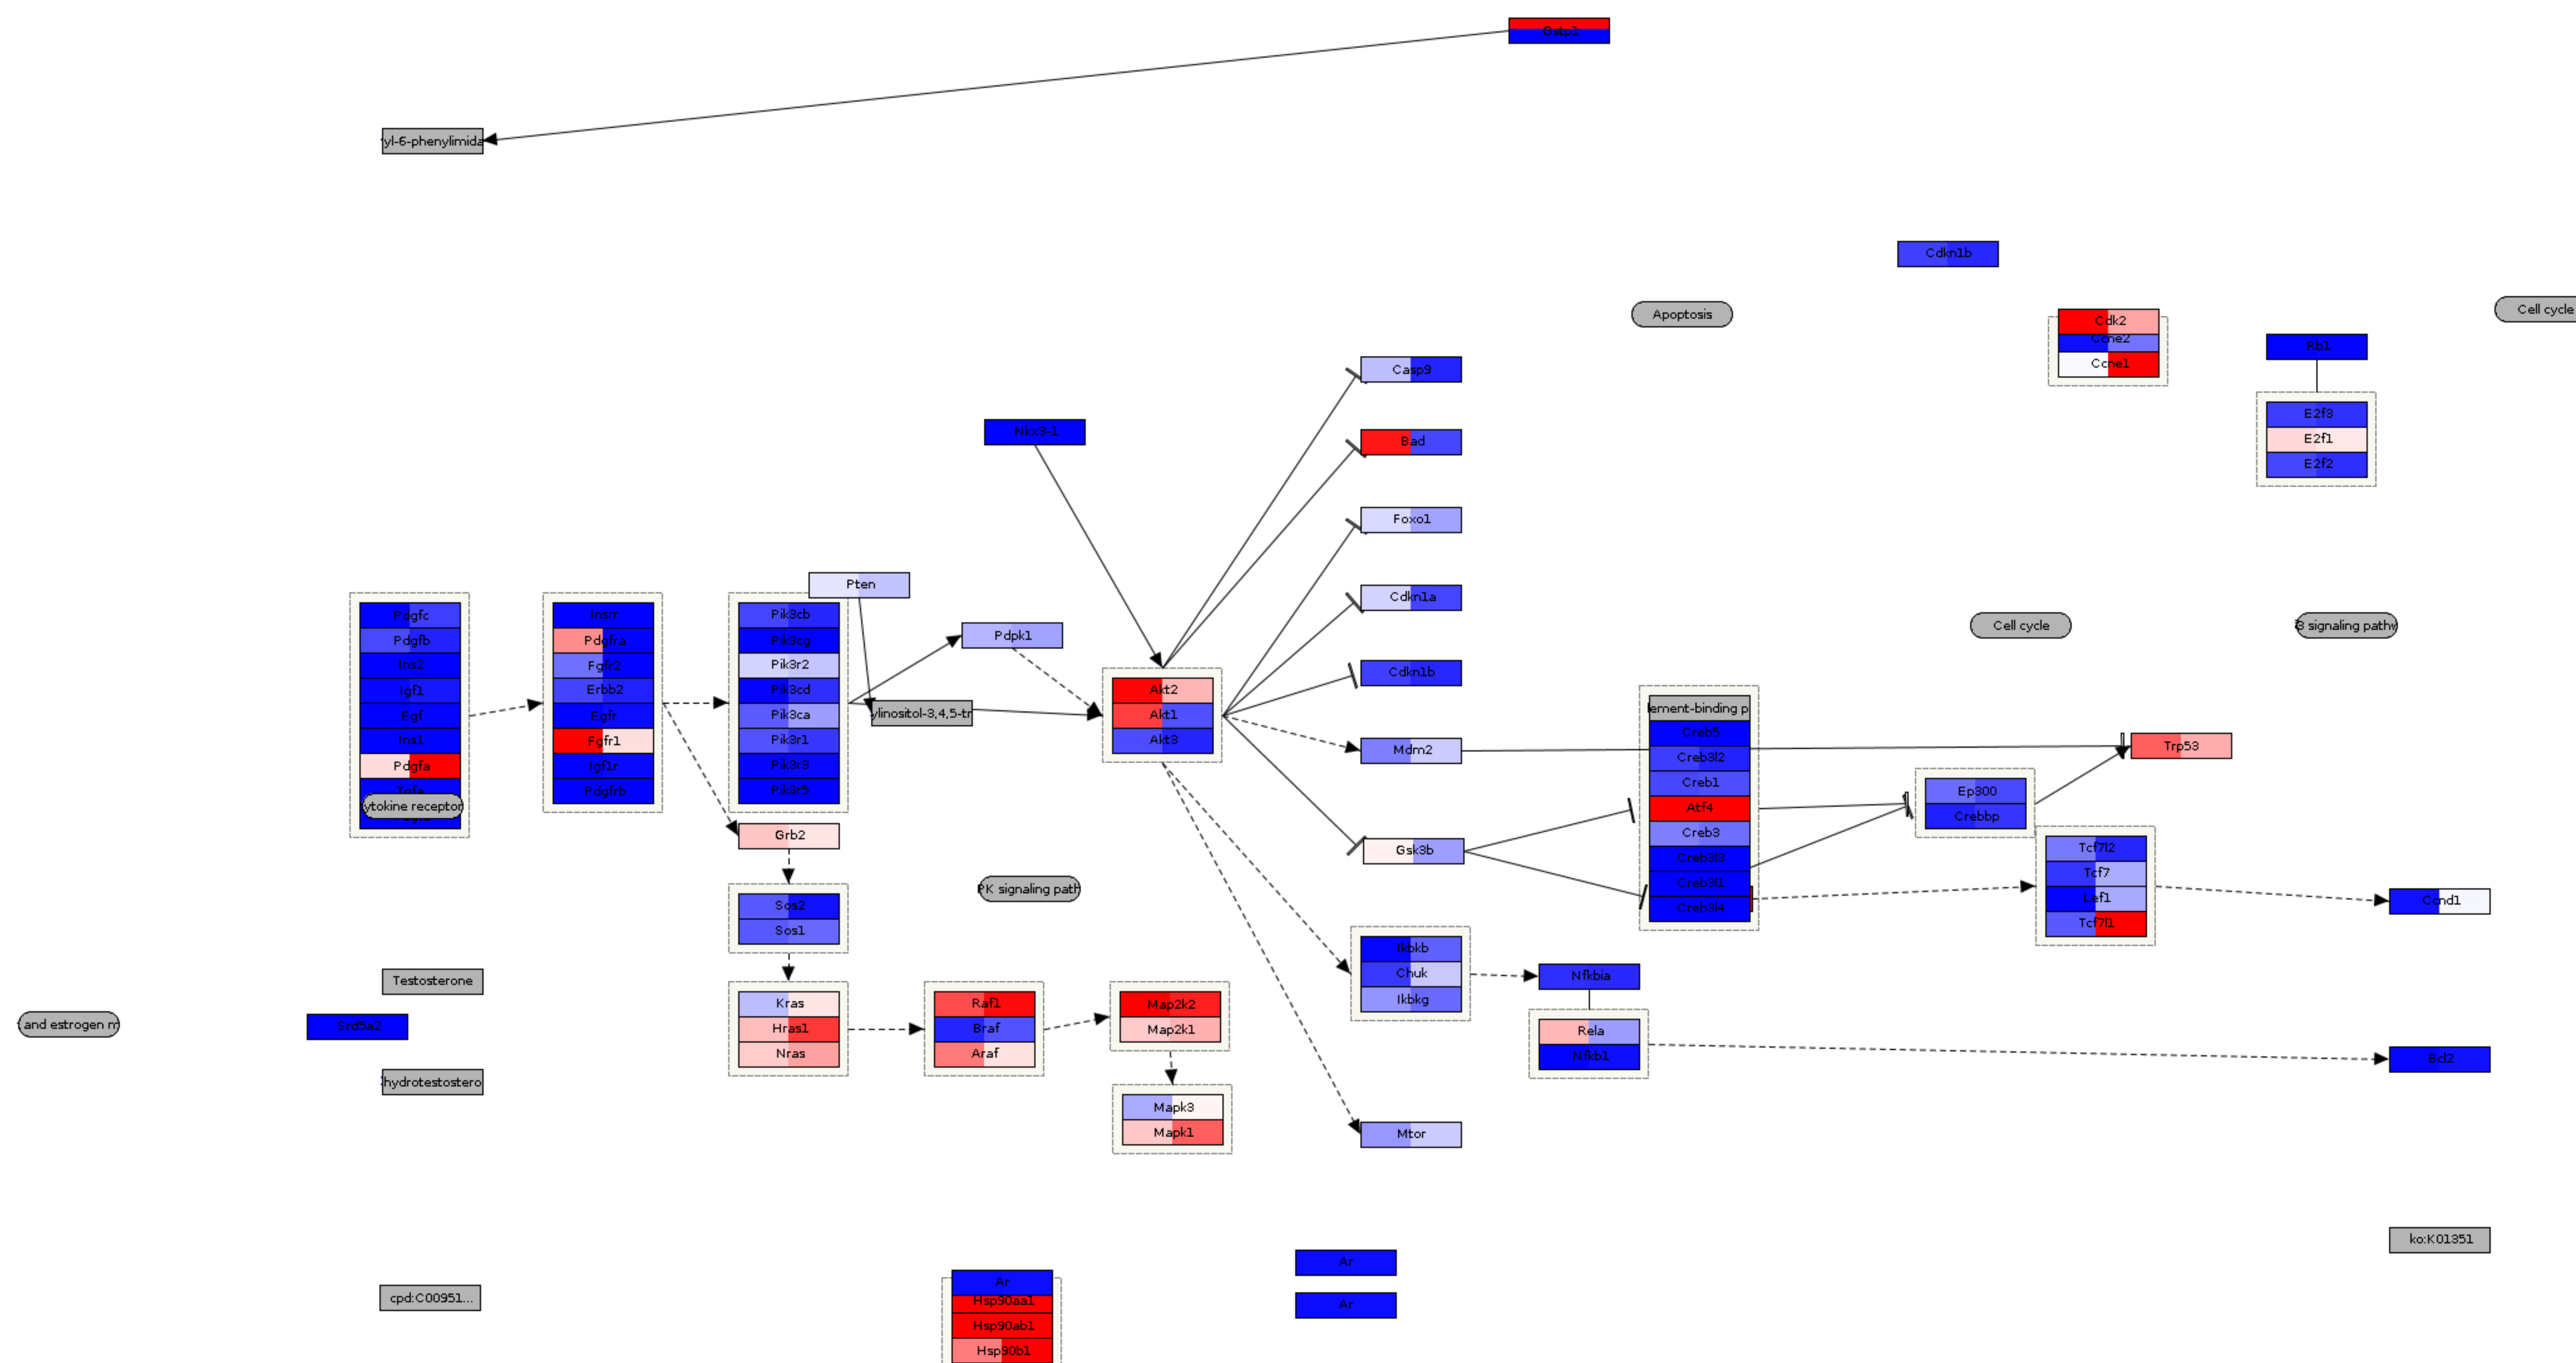 Gstp1
yl-6-phenylimida
Cdkn1b
Cell cycle
Apoptosis
Cdk2
Ccne2
Ccne1
Rb1
Casp9
E2f3
E2f1
E2f2
Nkx3-1
Bad
Foxo1
Pten
Cdkn1a
Pdgfc
Pdgfb
Ins2
Igf1
Egf
Ins1
Pdgfa
ytokine receptor
Insrr
Pdgfra
Fgfr2
Erbb2
Egfr
Fgfr1
Igf1r
Pdgfrb
Pik3cb
Pik3cg
Pik3r2
Pik3cd
Pik3ca
Pik3r1
Pik3r3
Pik3r5
Pdpk1
ylinositol-3,4,5-tr
Akt2
Akt1
Akt3
Cdkn1b
Mdm2
Cell cycle
3 signaling pathw
lement-binding p
Creb5
Creb3l2
Creb1
Atf4
Creb3
Creb3l3
Creb3l1
Creb3l4
Trp53
Ep300
Crebbp
Grb2
Gsk3b
Tcf7l2
Tcf7
Lef1
Tcf7l1
Ccnd1
PK signaling path
Sos2
Sos1
Ikbkb
Chuk
Ikbkg
Nfkbia
Testosterone
and estrogen m
Srd5a2
Kras
Hras1
Nras
Raf1
Braf
Araf
Map2k2
Map2k1
Rela
Nfkb1
Bcl2
hydrotestostero
Mapk3
Mapk1
Mtor
ko:K01351
Ar
Ar
cpd:C00951...
Ar
Hsp90aa1
Hsp90ab1
Hsp90b1